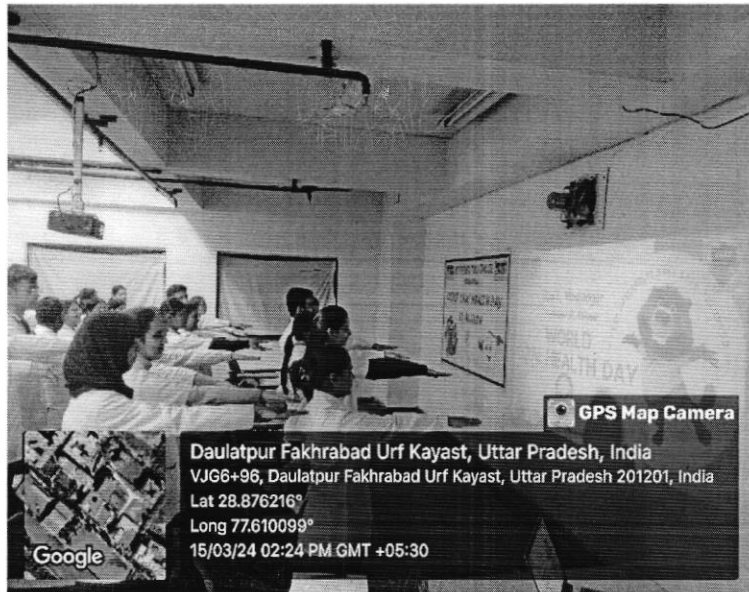 WORLD
HEALTH DAY
GPS Map Camera
Daulatpur Fakhrabad Urf Kayast, Uttar Pradesh, India
VJG6+96, Daulatpur Fakhrabad Urf Kayast, Uttar Pradesh 201201, India
Lat 28.876216°
Long 77.610099°
15/03/24 02:24 PM GMT +05:30
Google